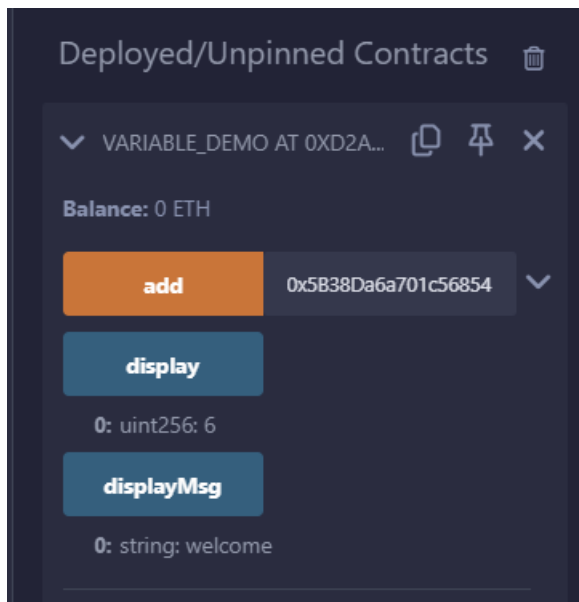 Deployed/Unpinned Contracts
VARIABLE_DEMO AT 0XD2A...
Balance: 0 ETH
add 0x5B38Da6a701c56854
display
0: uint256: 6
displayMsg
0: string: welcome